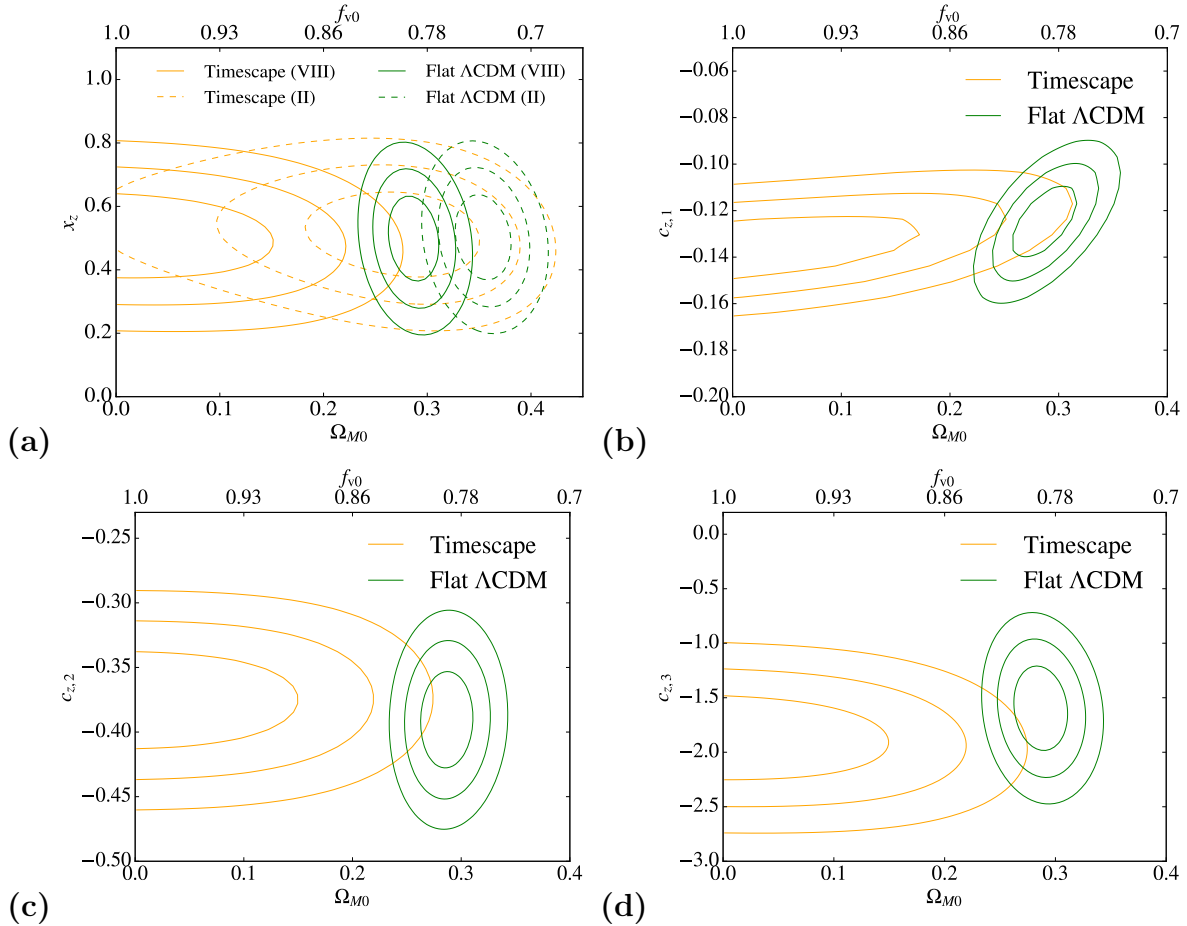 f_v0
1.0 0.93 0.86 0.78 0.7
Timescape (VIII) Flat ΛCDM (VIII)
Timescape (II) Flat ΛCDM (II)
x_z
1.0
0.8
0.6
0.4
0.2
0.0
0.0 0.1 0.2 0.3 0.4
Ω_M0
(a)
f_v0
1.0 0.93 0.86 0.78 0.7
Timescape
Flat ΛCDM
c_z,1
−0.06
−0.08
−0.10
−0.12
−0.14
−0.16
−0.18
−0.20
0.0 0.1 0.2 0.3 0.4
Ω_M0
(b)
f_v0
1.0 0.93 0.86 0.78 0.7
Timescape
Flat ΛCDM
c_z,2
−0.25
−0.30
−0.35
−0.40
−0.45
−0.50
0.0 0.1 0.2 0.3 0.4
Ω_M0
(c)
f_v0
1.0 0.93 0.86 0.78 0.7
Timescape
Flat ΛCDM
c_z,3
0.0
−0.5
−1.0
−1.5
−2.0
−2.5
−3.0
0.0 0.1 0.2 0.3 0.4
Ω_M0
(d)